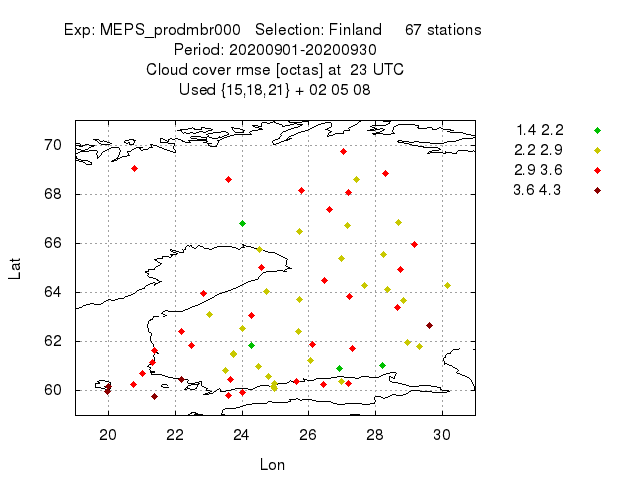 Exp: MEPS_prodmbr000 Selection: Finland 67 stations
Period: 20200901-20200930
Cloud cover rmse [octas] at 23 UTC
Used {15,18,21} + 02 05 08
1.4 2.2
2.2 2.9
2.9 3.6
3.6 4.3
70
68
66
64
62
60
Lat
20 22 24 26 28 30
Lon